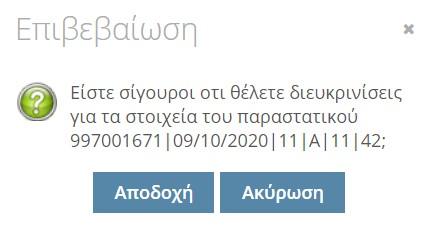 Επιβεβαίωση
Είστε σίγουροι οτι θέλετε διευκρινίσεις
για τα στοιχεία του παραστατικού
997001671|09/10/2020|11|Α|11|42;
Αποδοχή Ακύρωση